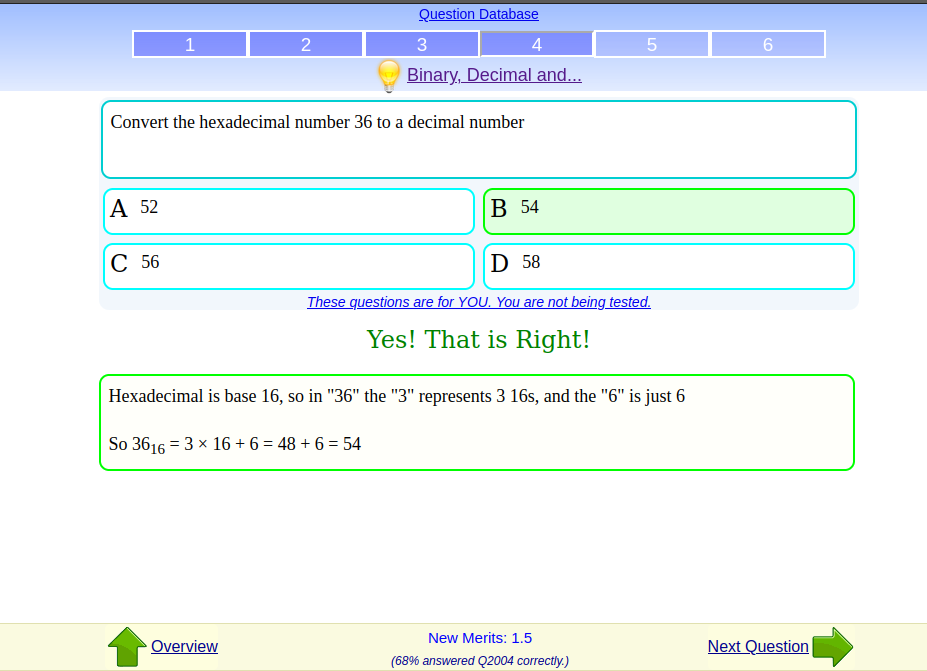 Question Database
1 2 3 4 5 6
Binary, Decimal and...
Convert the hexadecimal number 36 to a decimal number
A 52
B 54
C 56
D 58
These questions are for YOU. You are not being tested.
Yes! That is Right!
Hexadecimal is base 16, so in "36" the "3" represents 3 16s, and the "6" is just 6
So 36₁₆ = 3 × 16 + 6 = 48 + 6 = 54
Overview
New Merits: 1.5
(68% answered Q2004 correctly.)
Next Question